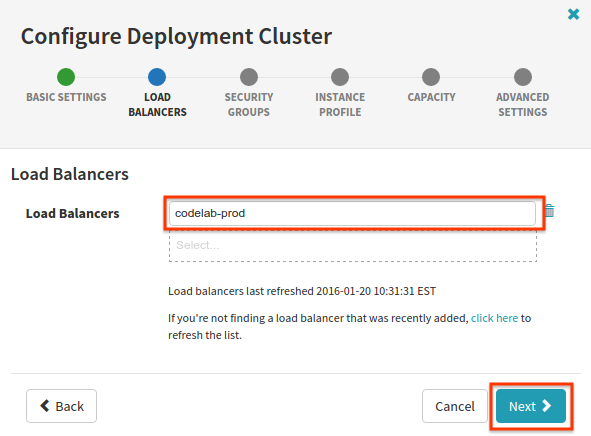 Configure Deployment Cluster
BASIC SETTINGS
LOAD
BALANCERS
SECURITY
GROUPS
INSTANCE
PROFILE
CAPACITY
ADVANCED
SETTINGS
Load Balancers
Load Balancers
codelab-prod
Select...
Load balancers last refreshed 2016-01-20 10:31:31 EST
If you're not finding a load balancer that was recently added, click here to
refresh the list.
Back
Cancel
Next